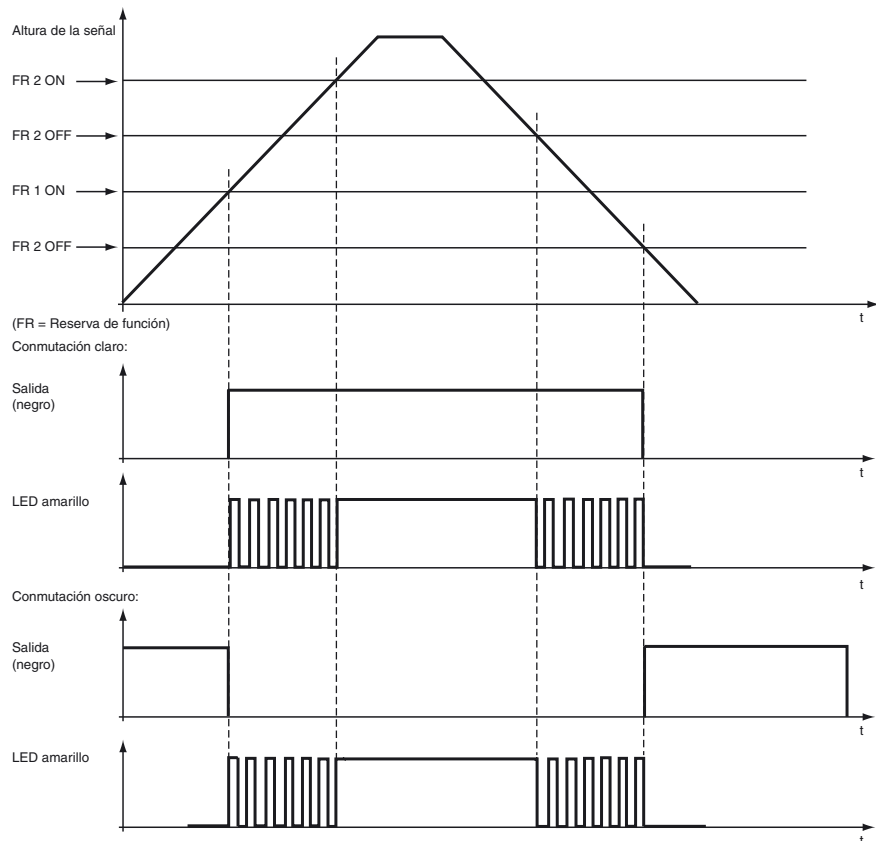 Altura de la señal
FR 2 ON
FR 2 OFF
FR 1 ON
FR 2 OFF
t
(FR = Reserva de función)
Conmutación claro:
Salida
(negro)
t
LED amarillo
t
Conmutación oscuro:
Salida
(negro)
t
LED amarillo
t